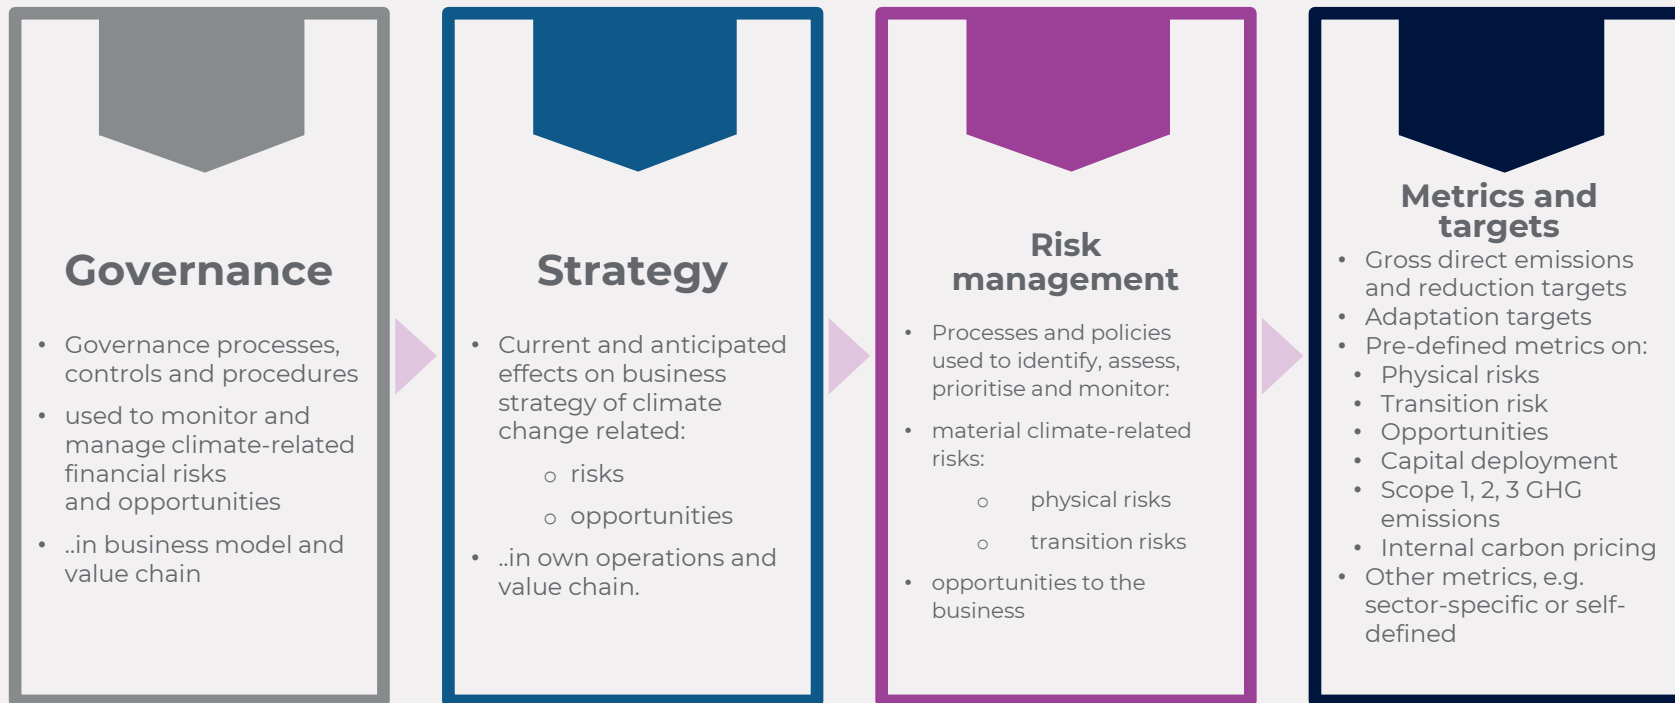 Governance
• Governance processes,
controls and procedures
• used to monitor and
manage climate-related
financial risks
and opportunities
• ..in business model and
value chain
Strategy
• Current and anticipated
effects on business
strategy of climate
change related:
o risks
o opportunities
• ..in own operations and
value chain.
Risk
management
• Processes and policies
used to identify, assess,
prioritise and monitor:
• material climate-related
risks:
o physical risks
o transition risks
• opportunities to the
business
Metrics and
targets
• Gross direct emissions
and reduction targets
• Adaptation targets
• Pre-defined metrics on:
• Physical risks
• Transition risk
• Opportunities
• Capital deployment
• Scope 1, 2, 3 GHG
emissions
• Internal carbon pricing
• Other metrics, e.g.
sector-specific or self-
defined